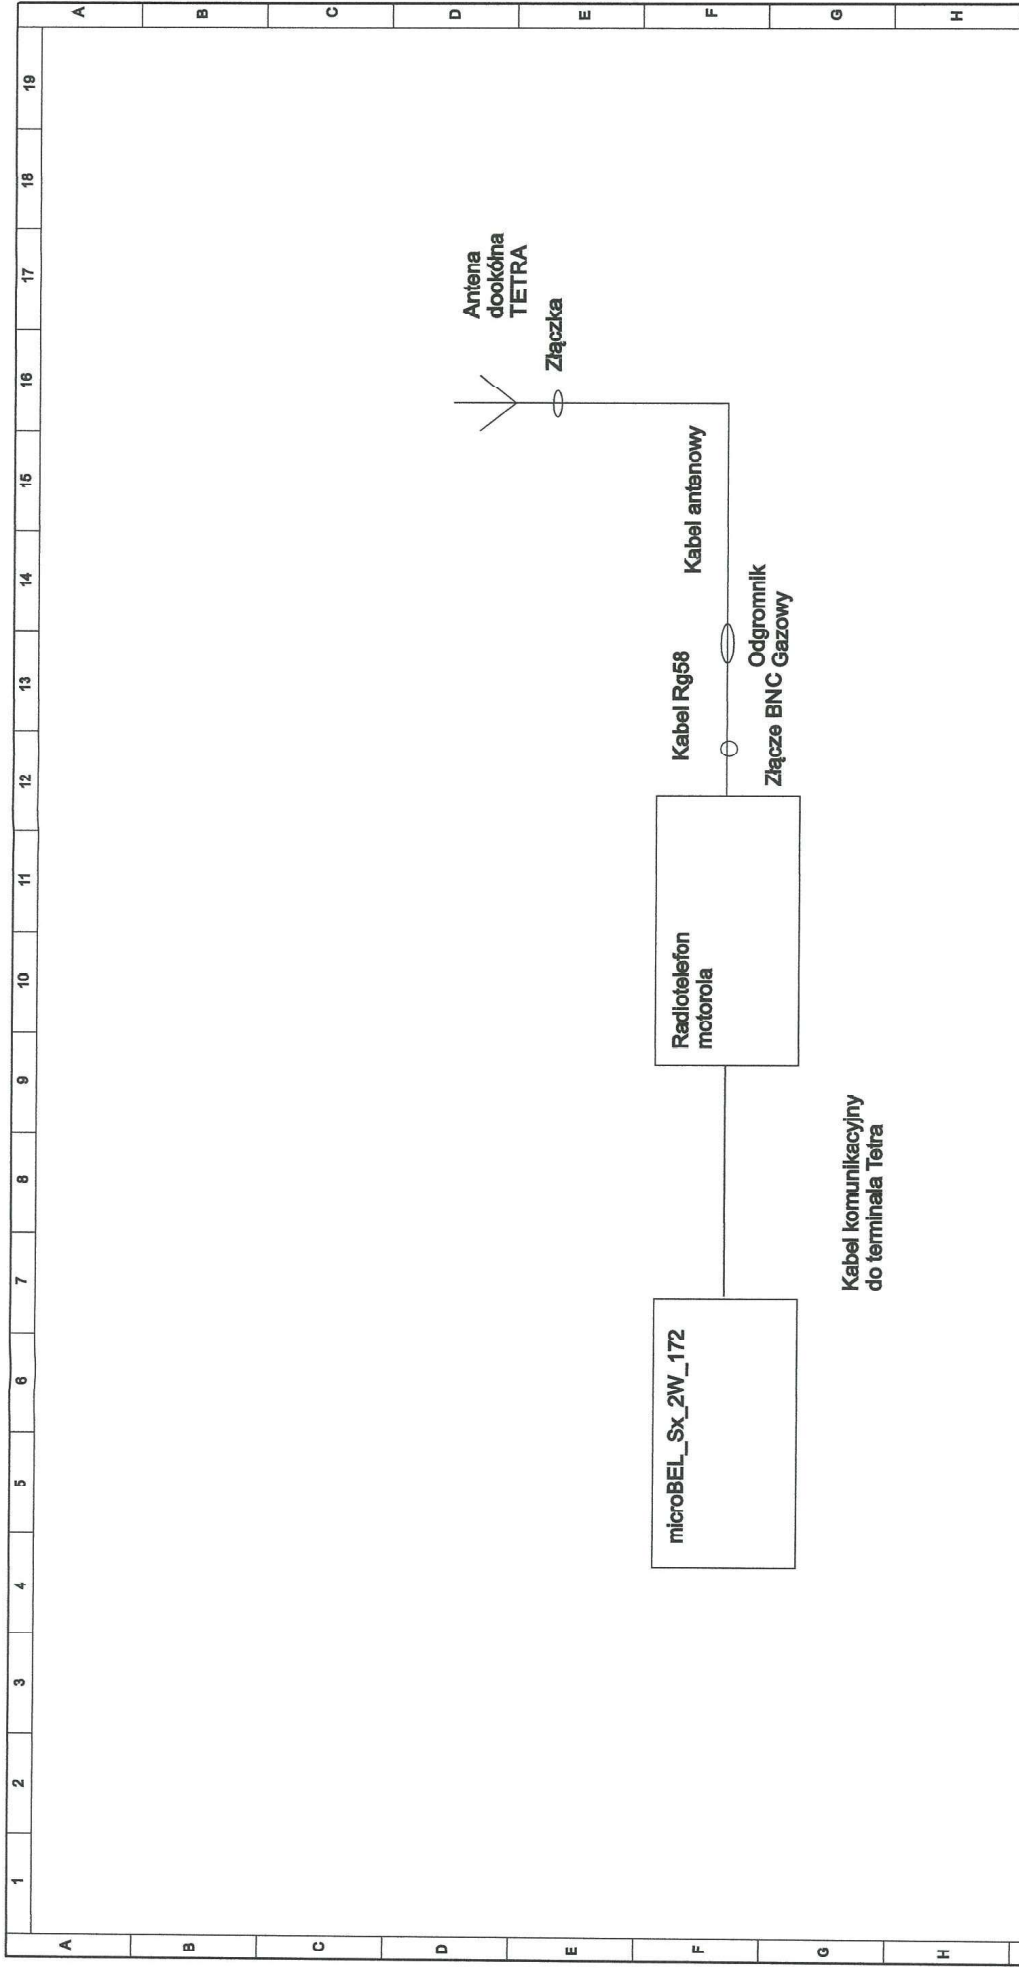 1 2 3 4 5 6 7 8 9 10 11 12 13 14 15 16 17 18 19
A A
B B
C C
D D
E E
F F
G G
H H
Antena
dookólna
TETRA
Złączka
Kabel antenowy
Kabel Rg58
Odgromnik
Gazowy
Złącze BNC
Radiotelefon
motorola
microBEL_Sx_2W_172
Kabel komunikacyjny
do terminala Tetra